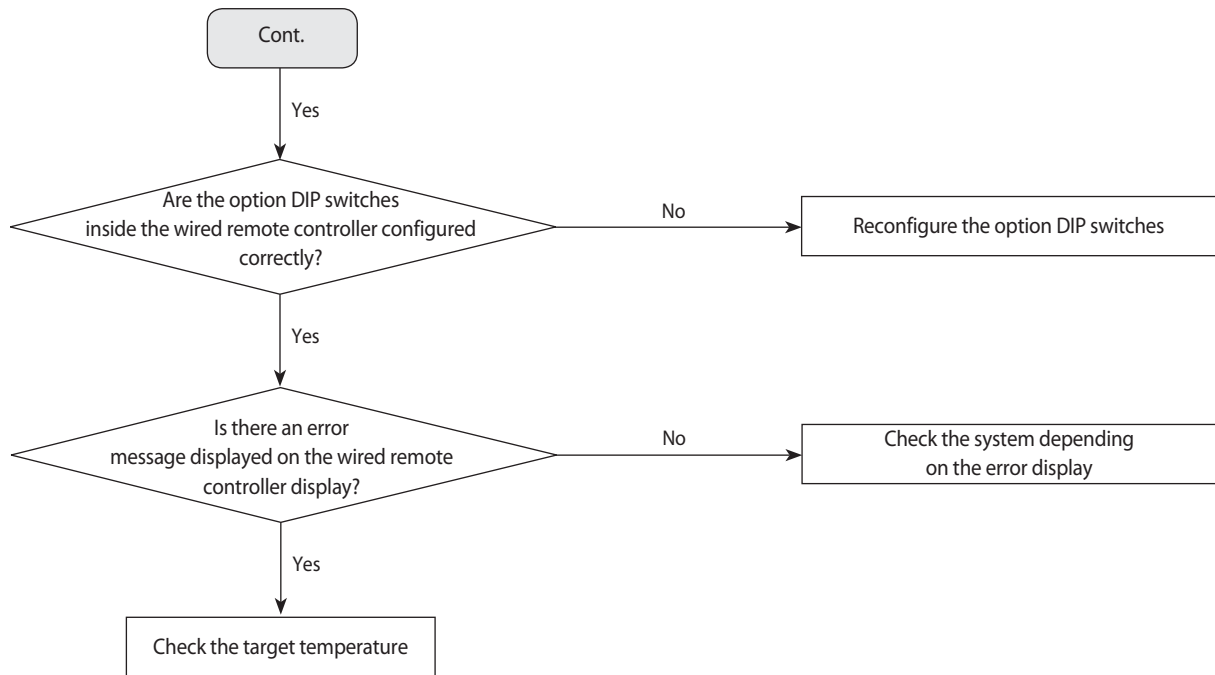 Cont.
Yes
Are the option DIP switches
inside the wired remote controller configured
correctly?
No
Reconfigure the option DIP switches
Yes
Is there an error
message displayed on the wired remote
controller display?
No
Check the system depending
on the error display
Yes
Check the target temperature